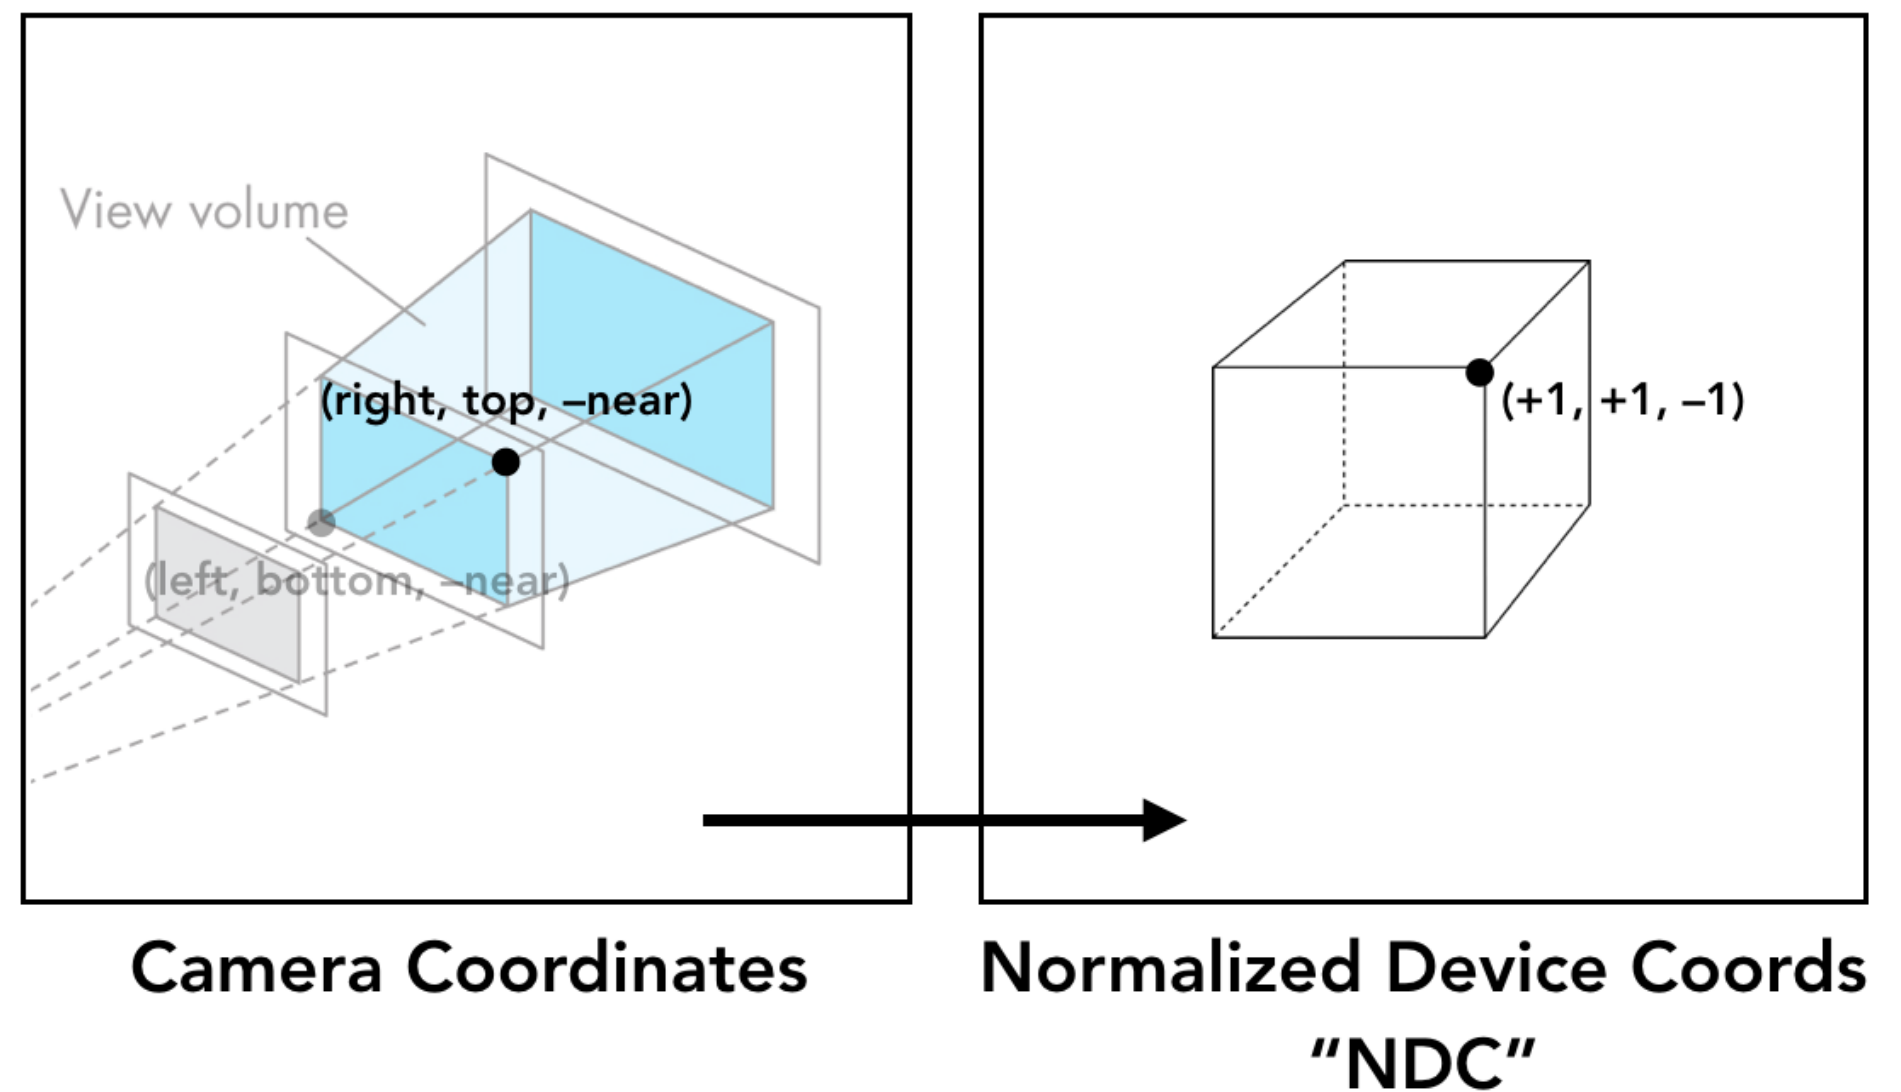 View volume
(right, top, –near)
(left, bottom, –near)
(+1, +1, –1)
Camera Coordinates
Normalized Device Coords
“NDC”